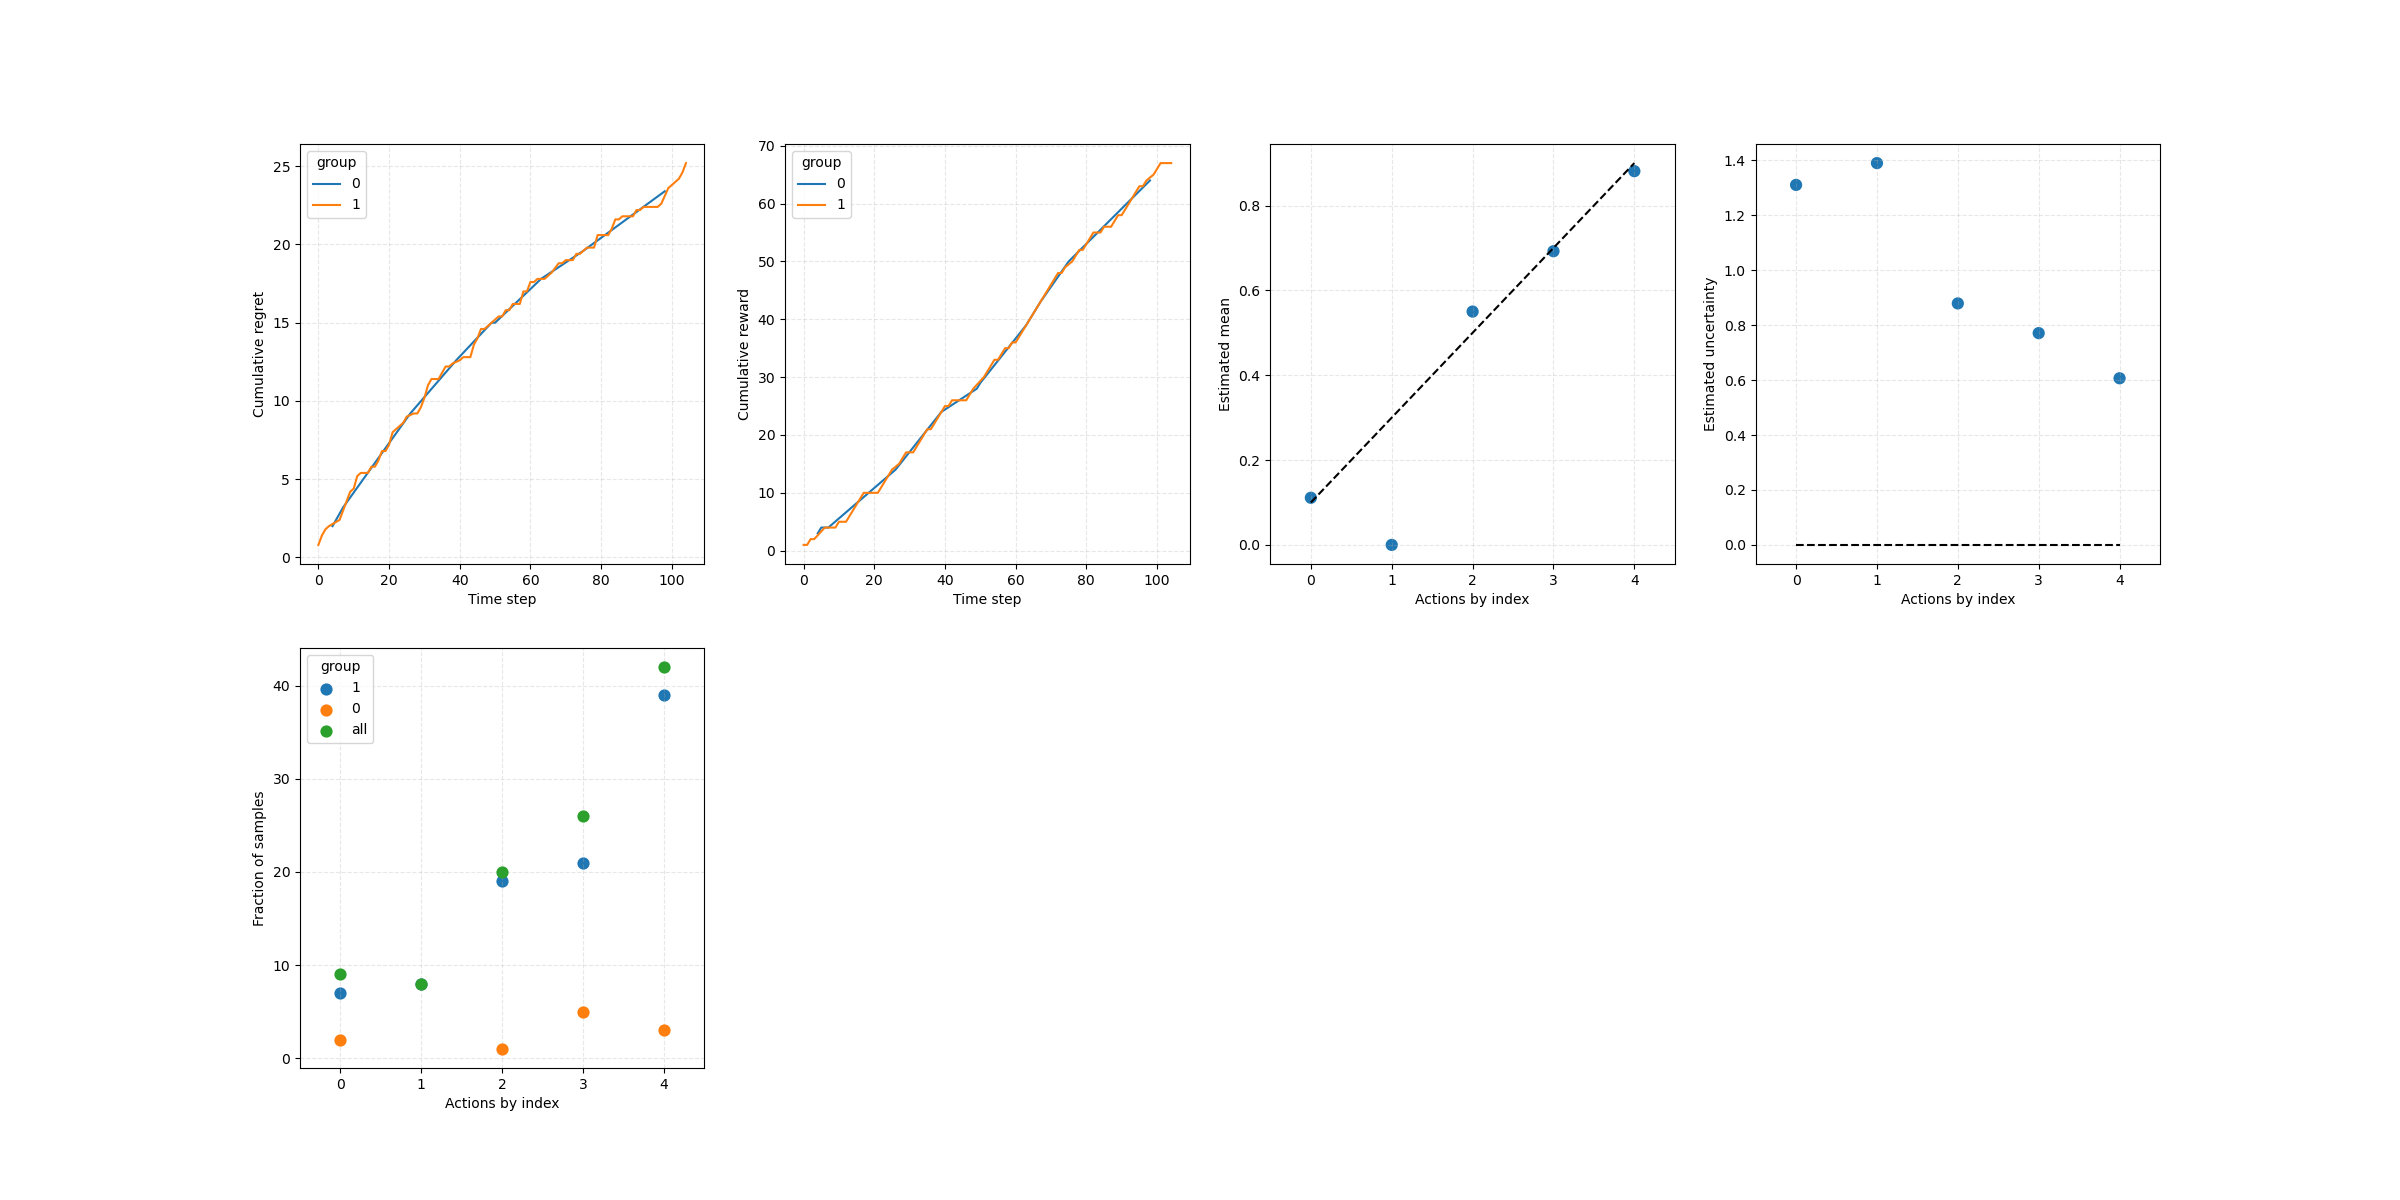 Cumulative regret
25
20
15
10
5
0
group
0
1
0 20 40 60 80 100
Time step
Cumulative reward
70
60
50
40
30
20
10
0
group
0
1
0 20 40 60 80 100
Time step
Estimated mean
0.8
0.6
0.4
0.2
0.0
0 1 2 3 4
Actions by index
Estimated uncertainty
1.4
1.2
1.0
0.8
0.6
0.4
0.2
0.0
0 1 2 3 4
Actions by index
Fraction of samples
40
30
20
10
0
group
1
0
all
0 1 2 3 4
Actions by index